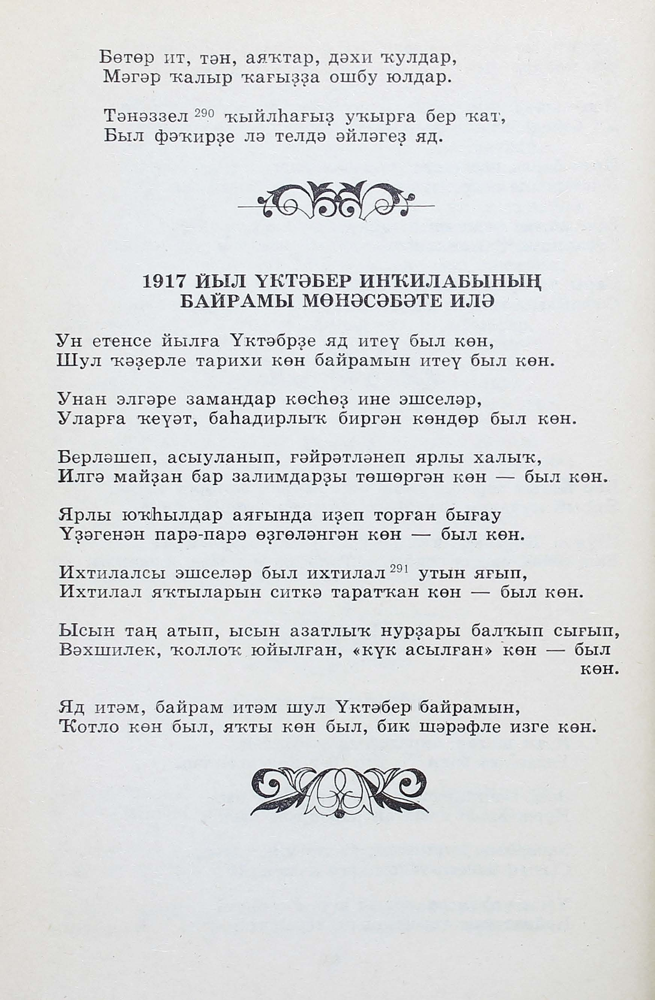 Бөтөр ит, тән, аяҡтар, дәхи ҡулдар,
Мәгәр ҡалыр ҡағыҙҙа ошбу юлдар.
Тәнәззел 290 ҡыйлһағыҙ уҡырға бер ҡат,
Был фәҡирҙе лә телдә әйләгеҙ яд.
1917 ЙЫЛ ҮКТӘБЕР ИНҠИЛАБЫНЫҢ
БАЙРАМЫ МӨНӘСӘБӘТЕ ИЛӘ
Ун етенсе йылға Үктәбрҙе яд итеү был көн,
Шул ҡәҙерле тарихи көн байрамын итеү был көн.
Унан элгәре замандар көсһөҙ ине эшселәр,
Уларға ҡеүәт, баһадирлыҡ биргән көндөр был көн.
Берләшеп, асыуланып, ғәйрәтләнеп ярлы халыҡ,
Илгә майҙан бар залимдарҙы төшөргән көн — был көн.
Ярлы юҡһылдар аяғында иҙеп торған бығау
Үҙәгенән парә-парә өҙгөләнгән көн — был көн.
Ихтилалсы эшселәр был ихтилал 291 утын яғып,
Ихтилал яҡтыларын ситкә таратҡан көн — был көн.
Ысын таң атып, ысын азатлыҡ нурҙары балҡып сығып,
Вәхшилек, ҡоллоҡ юйылған, «күк асылған» көн — был
көн.
Яд итәм, байрам итәм шул Үктәбер байрамын,
Ҡотло көн был, яҡты көн был, бик шәрәфле изге көн.